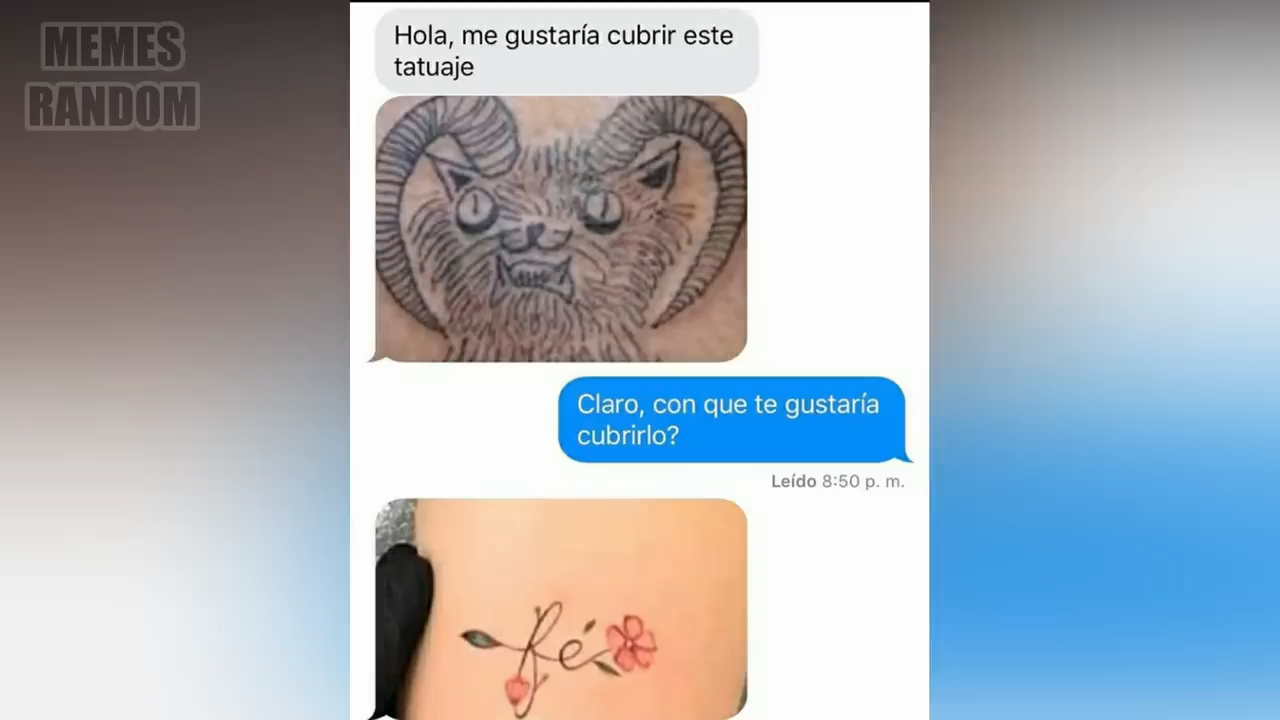 MEMES
RANDOM
Hola, me gustaría cubrir este
tatuaje
Claro, con que te gustaría
cubrirlo?
Leído 8:50 p. m.
fé